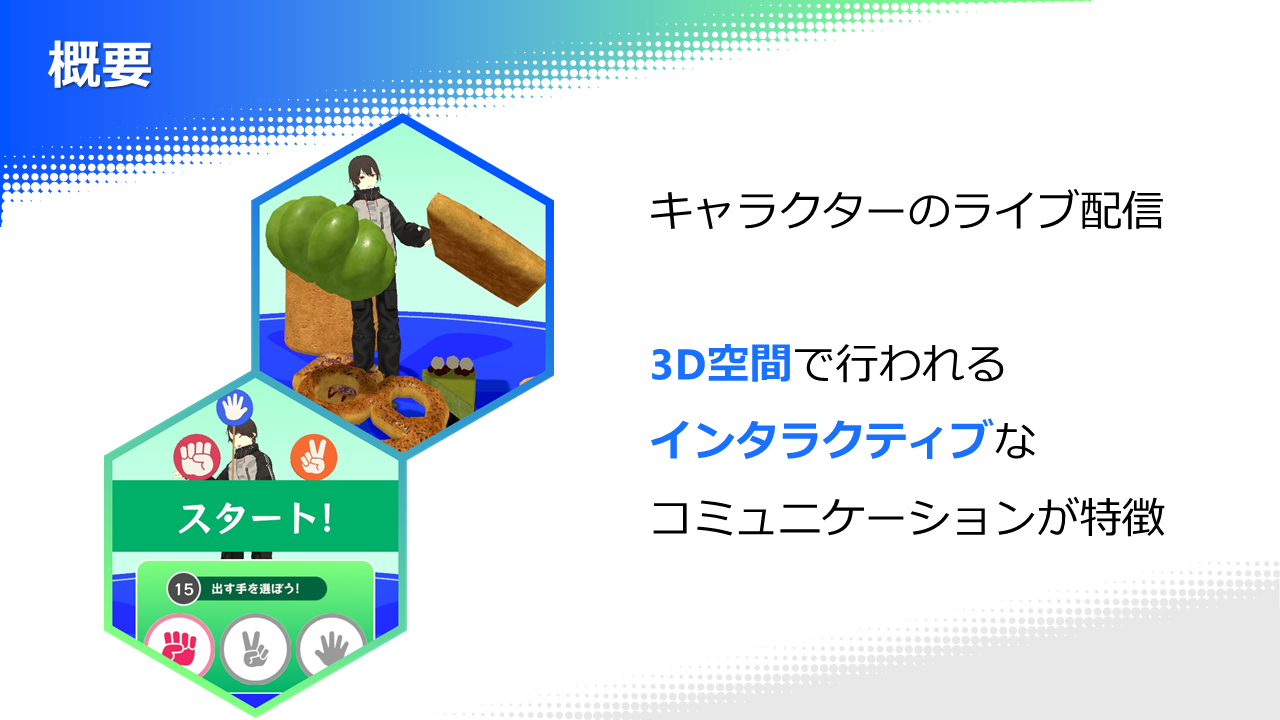 概要
キャラクターのライブ配信
3D空間で行われる
インタラクティブな
コミュニケーションが特徴
スタート!
15 出す手を選ぼう!